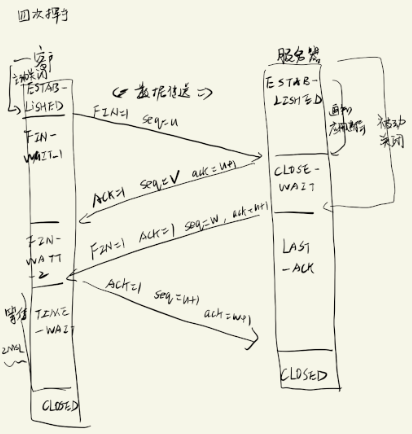 四次挥手
客户
主动关闭
ESTAB-
LISHED
<= 数据传送 =>
服务器
ESTAB-
LISHED
通知
应用进程
被动
关闭
FIN=1 seq=u
FIN-
WAIT-1
CLOSE-
WAIT
ACK=1 seq=V ack=u+1
FIN=1 ACK=1 seq=w, ack=u+1
FIN-
WATT
-2
LAST
-ACK
ACK=1 seq=u+1 ack=w+1
等待
2MSL
TIME
-WAIT
CLOSED
CLOSED